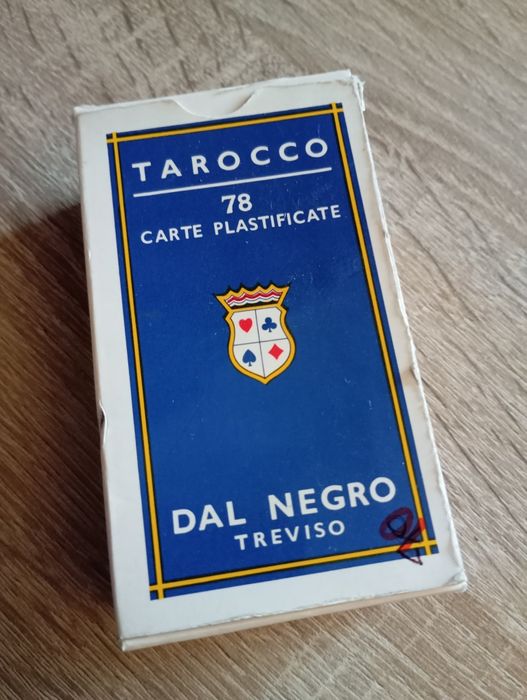 TAROCCO
78
CARTE PLASTIFICATE
DAL NEGRO
TREVISO